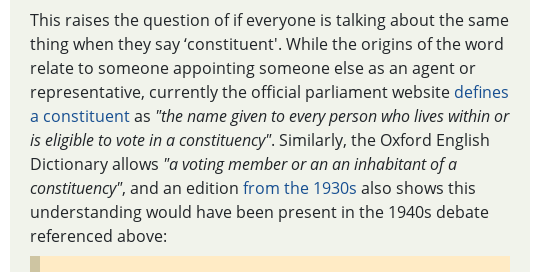 This raises the question of if everyone is talking about the same
thing when they say ‘constituent'. While the origins of the word
relate to someone appointing someone else as an agent or
representative, currently the official parliament website defines
a constituent as "the name given to every person who lives within or
is eligible to vote in a constituency". Similarly, the Oxford English
Dictionary allows "a voting member or an an inhabitant of a
constituency", and an edition from the 1930s also shows this
understanding would have been present in the 1940s debate
referenced above: